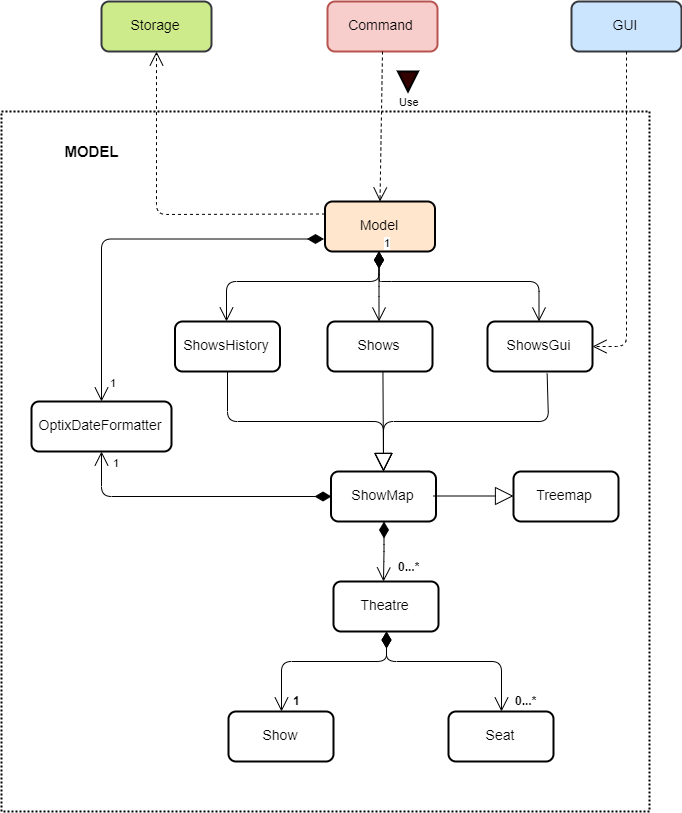 Storage
Command
GUI
Use
MODEL
Model
1
ShowsHistory
Shows
ShowsGui
1
OptixDateFormatter
1
ShowMap
Treemap
0...*
Theatre
1
0...*
Show
Seat